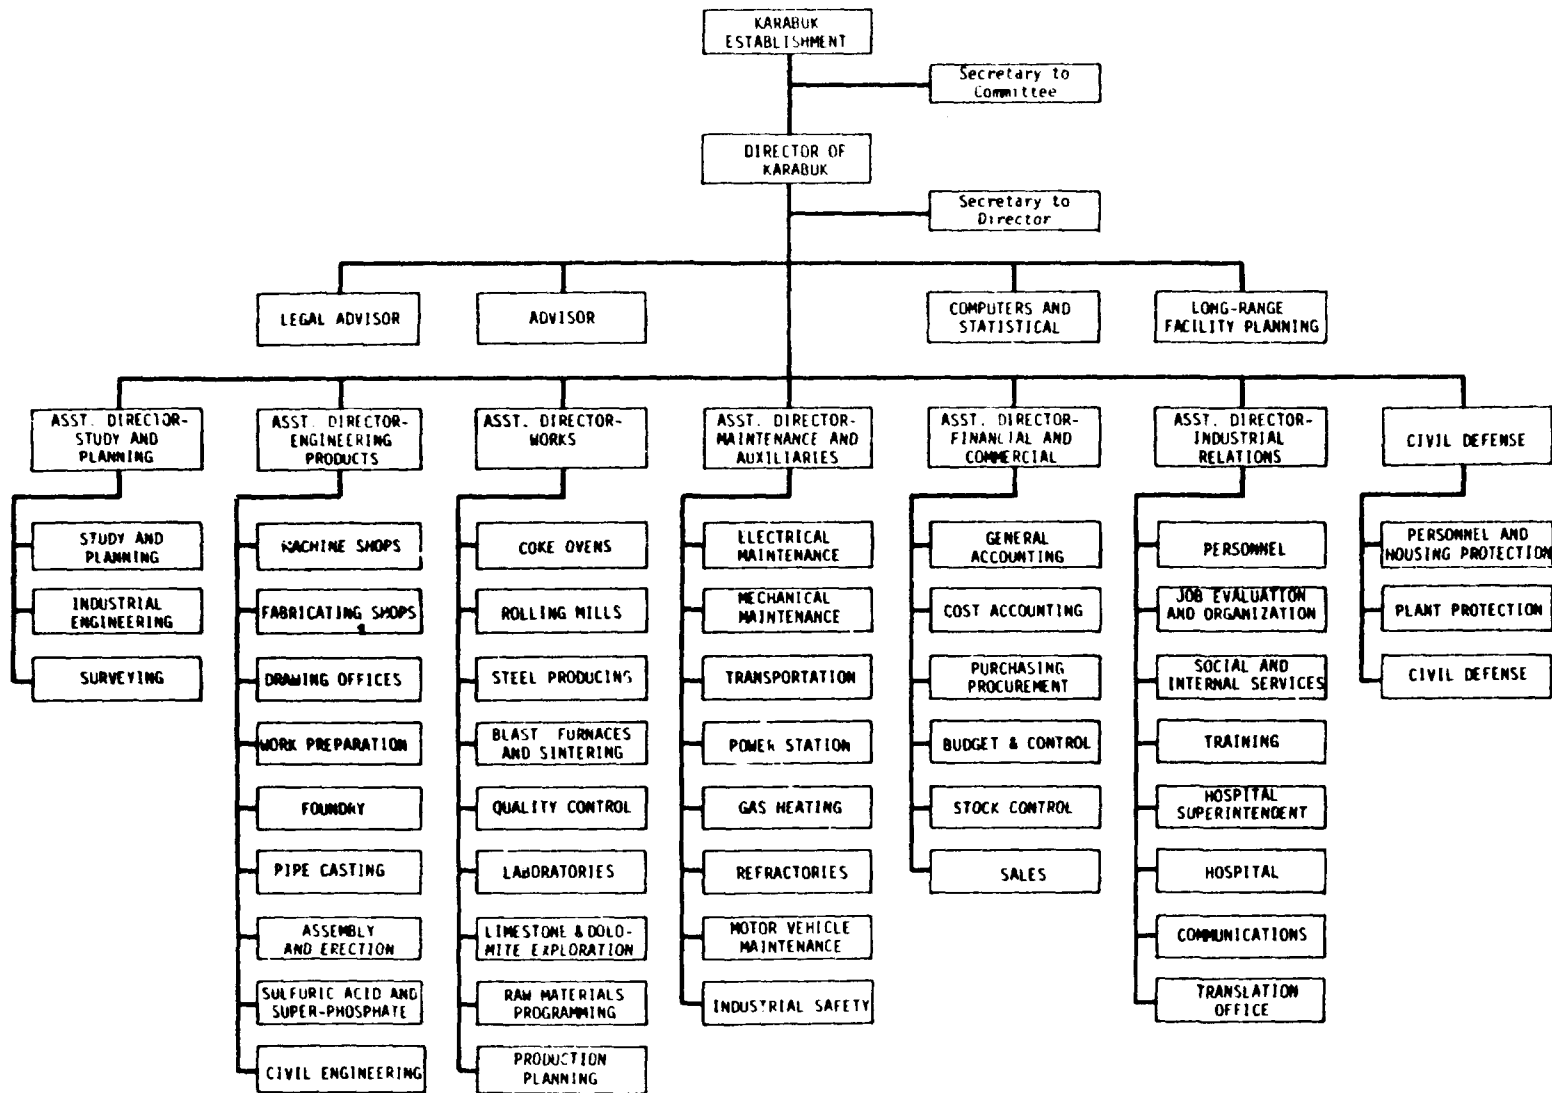 KARABUK
ESTABLISHMENT
Secretary to
Committee
DIRECTOR OF
KARABUK
Secretary to
Director
LEGAL ADVISOR
ADVISOR
COMPUTERS AND
STATISTICAL
LONG-RANGE
FACILITY PLANNING
ASST. DIRECTOR-
STUDY AND
PLANNING
ASST. DIRECTOR-
ENGINEERING
PRODUCTS
ASST. DIRECTOR-
WORKS
ASST. DIRECTOR-
MAINTENANCE AND
AUXILIARIES
ASST. DIRECTOR-
FINANCIAL AND
COMMERCIAL
ASST. DIRECTOR-
INDUSTRIAL
RELATIONS
CIVIL DEFENSE
STUDY AND
PLANNING
INDUSTRIAL
ENGINEERING
SURVEYING
MACHINE SHOPS
FABRICATING SHOPS
DRAWING OFFICES
WORK PREPARATION
FOUNDRY
PIPE CASTING
ASSEMBLY
AND ERECTION
SULFURIC ACID AND
SUPER-PHOSPHATE
CIVIL ENGINEERING
COKE OVENS
ROLLING MILLS
STEEL PRODUCING
BLAST FURNACES
AND SINTERING
QUALITY CONTROL
LABORATORIES
LIMESTONE & DOLO-
MITE EXPLORATION
RAW MATERIALS
PROGRAMMING
PRODUCTION
PLANNING
ELECTRICAL
MAINTENANCE
MECHANICAL
MAINTENANCE
TRANSPORTATION
POWER STATION
GAS HEATING
REFRACTORIES
MOTOR VEHICLE
MAINTENANCE
INDUSTRIAL SAFETY
GENERAL
ACCOUNTING
COST ACCOUNTING
PURCHASING
PROCUREMENT
BUDGET & CONTROL
STOCK CONTROL
SALES
PERSONNEL
JOB EVALUATION
AND ORGANIZATION
SOCIAL AND
INTERNAL SERVICES
TRAINING
HOSPITAL
SUPERINTENDENT
HOSPITAL
COMMUNICATIONS
TRANSLATION
OFFICE
PERSONNEL AND
HOUSING PROTECTION
PLANT PROTECTION
CIVIL DEFENSE